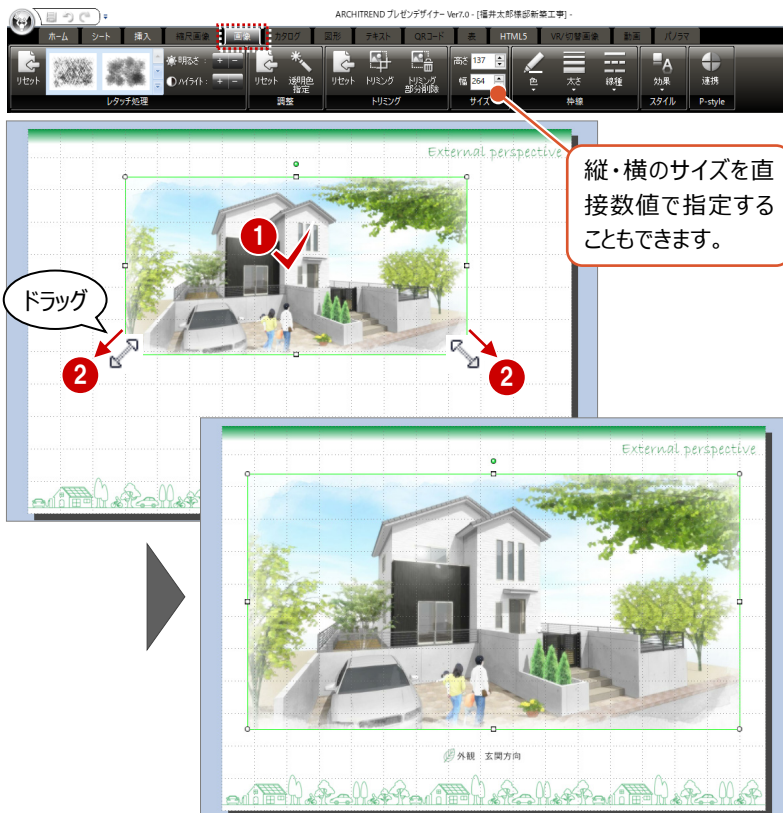 ARCHITREND プレゼンデザイナー Ver7.0 - [福井太郎様邸新築工事] -
ホーム シート 挿入 縮尺画像 画像 カタログ 図形 テキスト QRコード 表 HTML5 VR/切替画像 動画 パノラマ
リセット 明るさ： + - ハイライト： + - リセット 透明色指定 リセット トリミング トリミング部分削除 高さ 137 幅 264 色 太さ 線種 効果 連携
レタッチ処理 調整 トリミング サイズ 枠線 スタイル P-style
縦・横のサイズを直
接数値で指定する
こともできます。
External perspective
1
ドラッグ
2
2
External perspective
外観 玄関方向